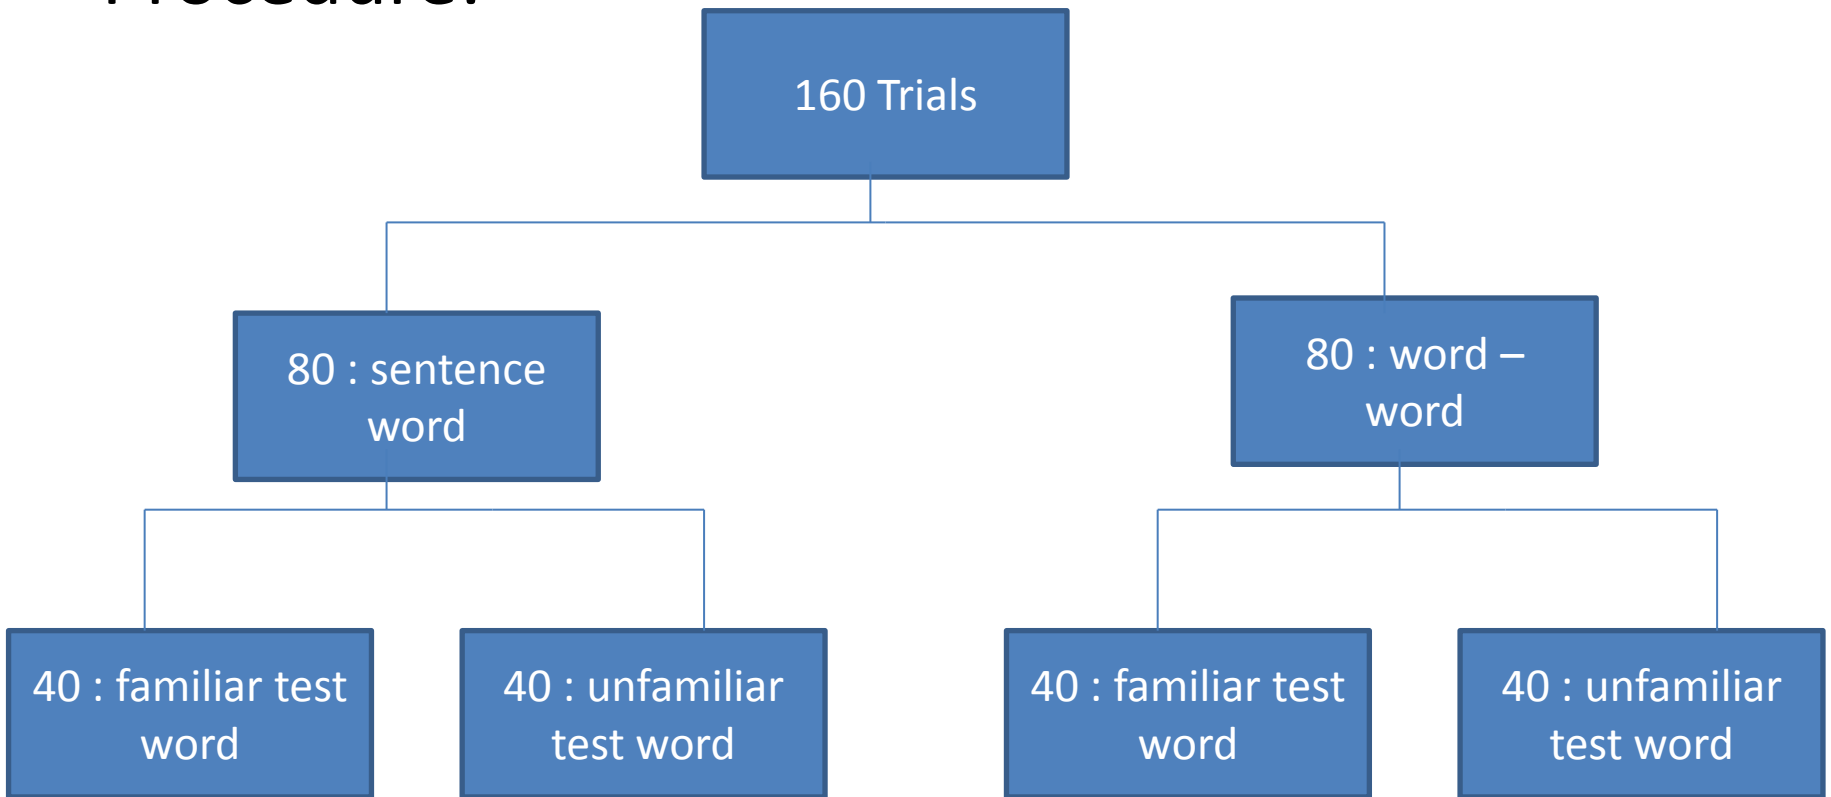 Procedure:
160 Trials
80 : sentence
word
80 : word –
word
40 : familiar test
word
40 : unfamiliar
test word
40 : familiar test
word
40 : unfamiliar
test word